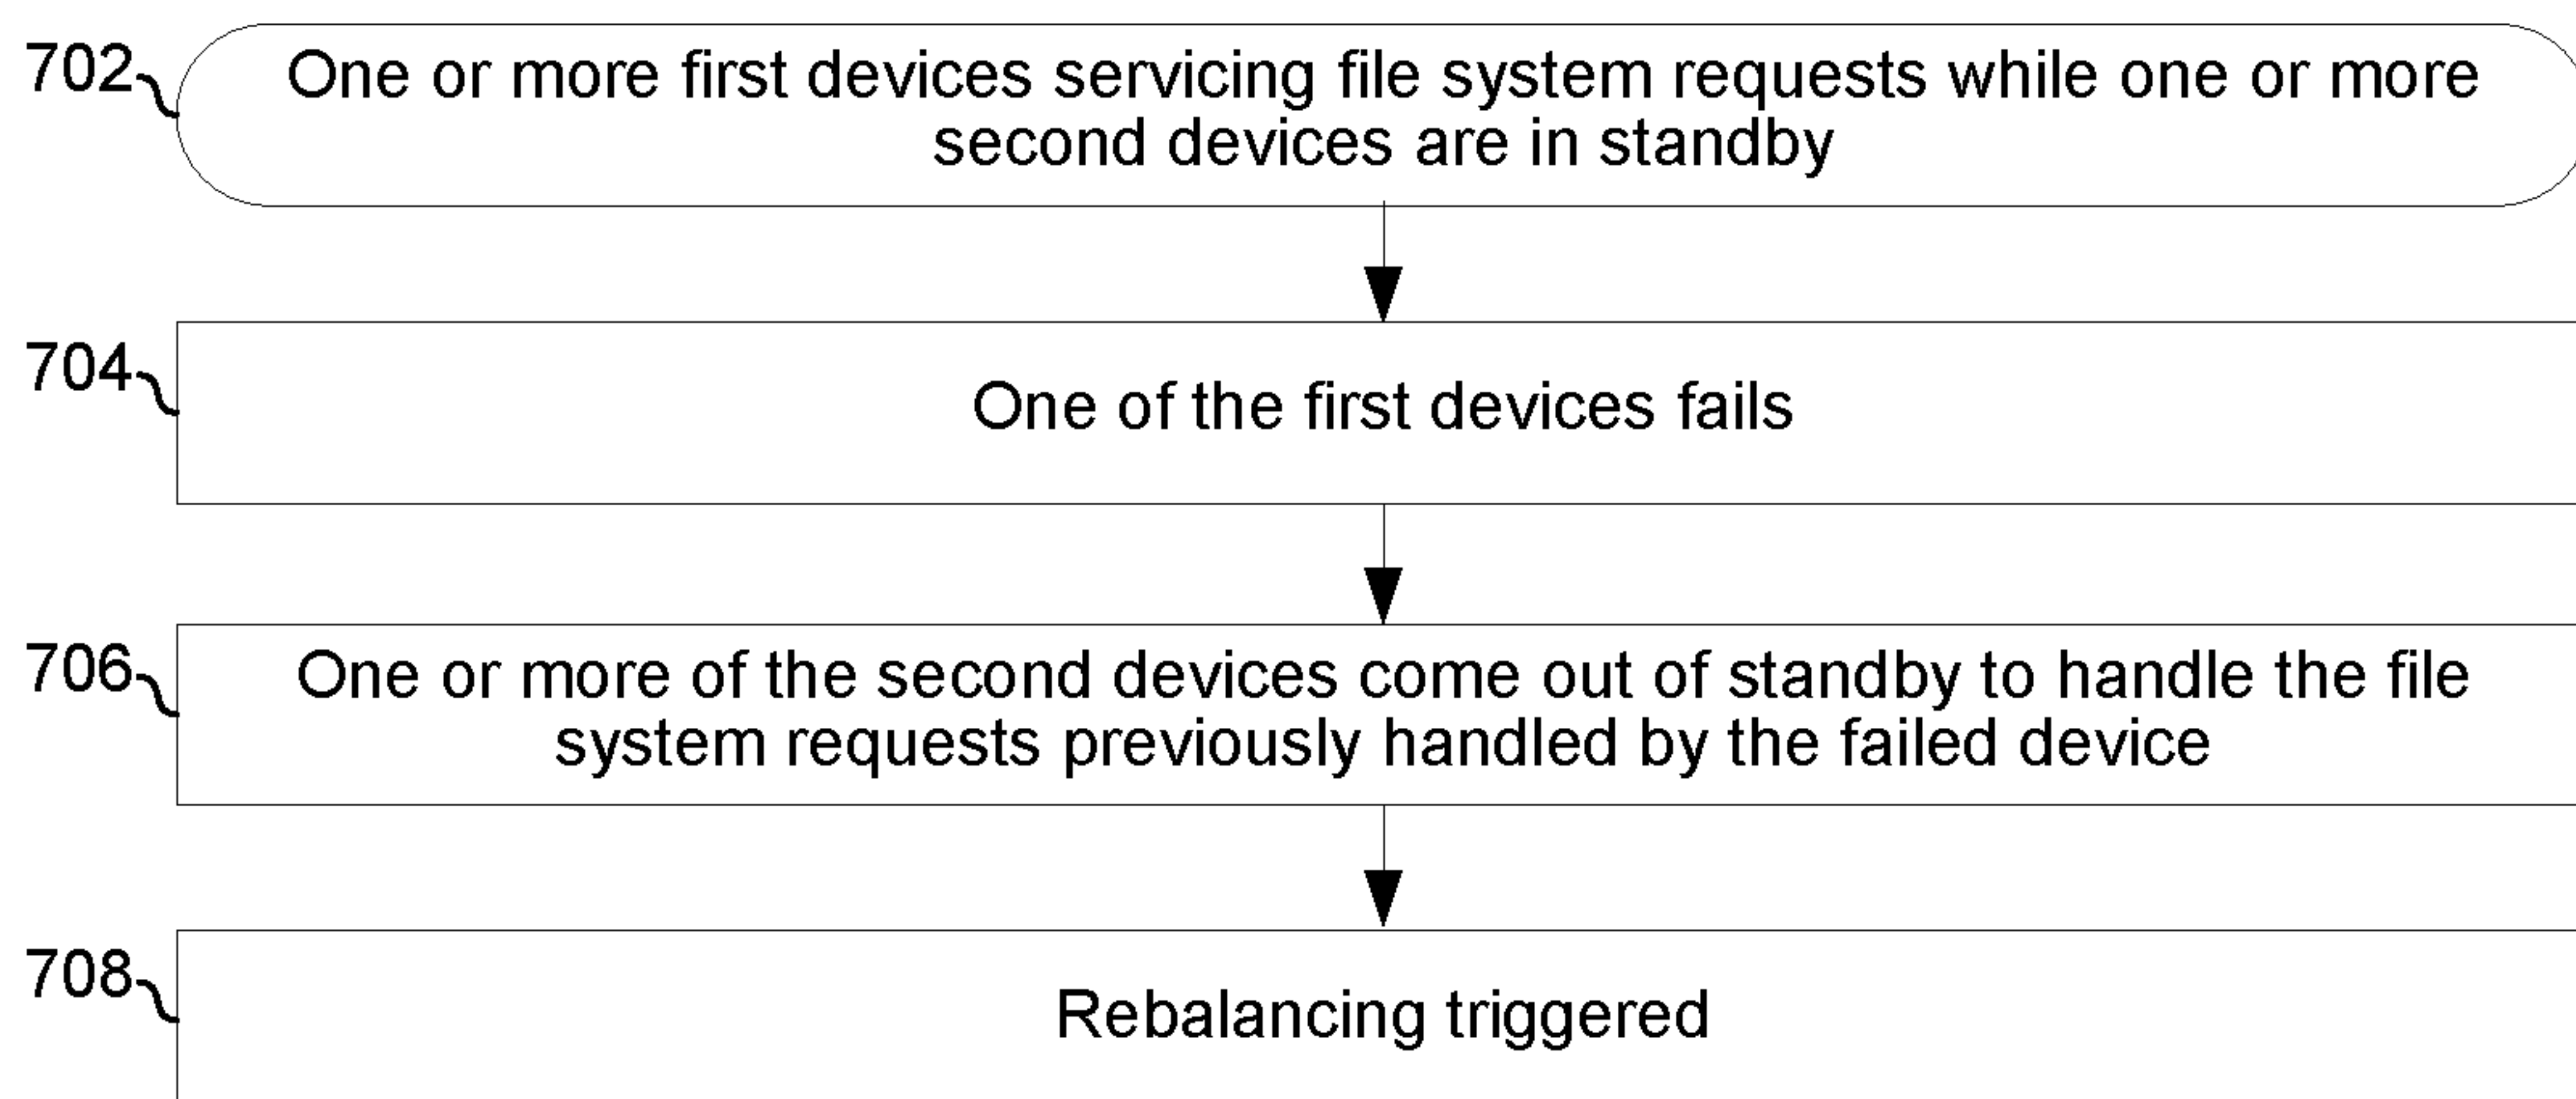 702
One or more first devices servicing file system requests while one or more
second devices are in standby
704
One of the first devices fails
706
One or more of the second devices come out of standby to handle the file
system requests previously handled by the failed device
708
Rebalancing triggered